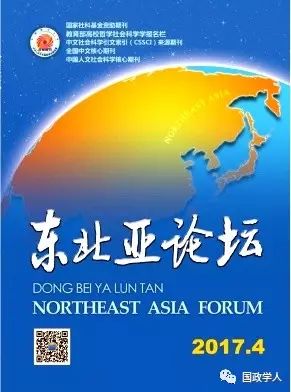 国家社科基金资助期刊
教育部高校哲学社会科学学报名栏
中文社会科学引文索引（CSSCI）来源期刊
全国中文核心期刊
中国人文社会科学核心期刊
NORTHEAST ASIA FORUM
东北亚论坛
DONG BEI YA LUN TAN
NORTHEAST ASIA FORUM
2017.4
国政学人